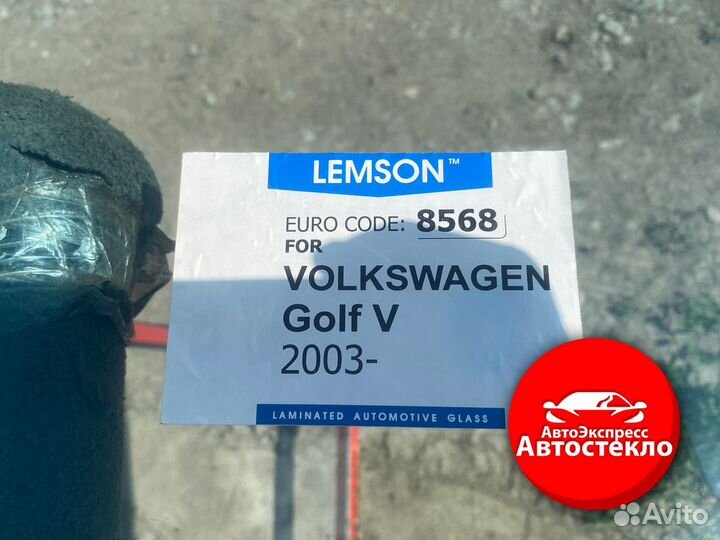 LEMSON™
EURO CODE: 8568
FOR
VOLKSWAGEN
Golf V
2003-
LAMINATED AUTOMOTIVE GLASS
АвтоЭкспресс
Автостекло
Avito